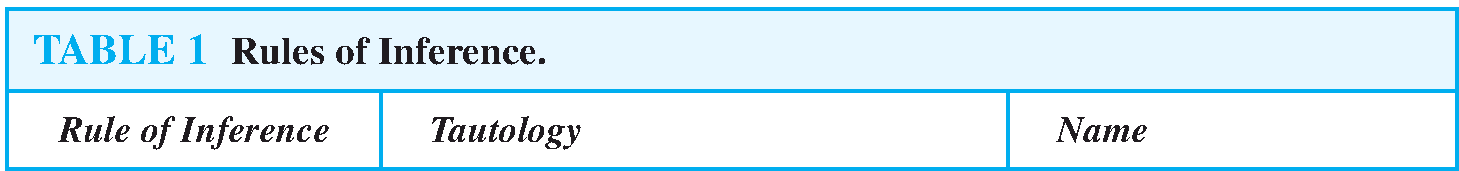 TABLE 1 Rules of Inference.
Rule of Inference Tautology Name